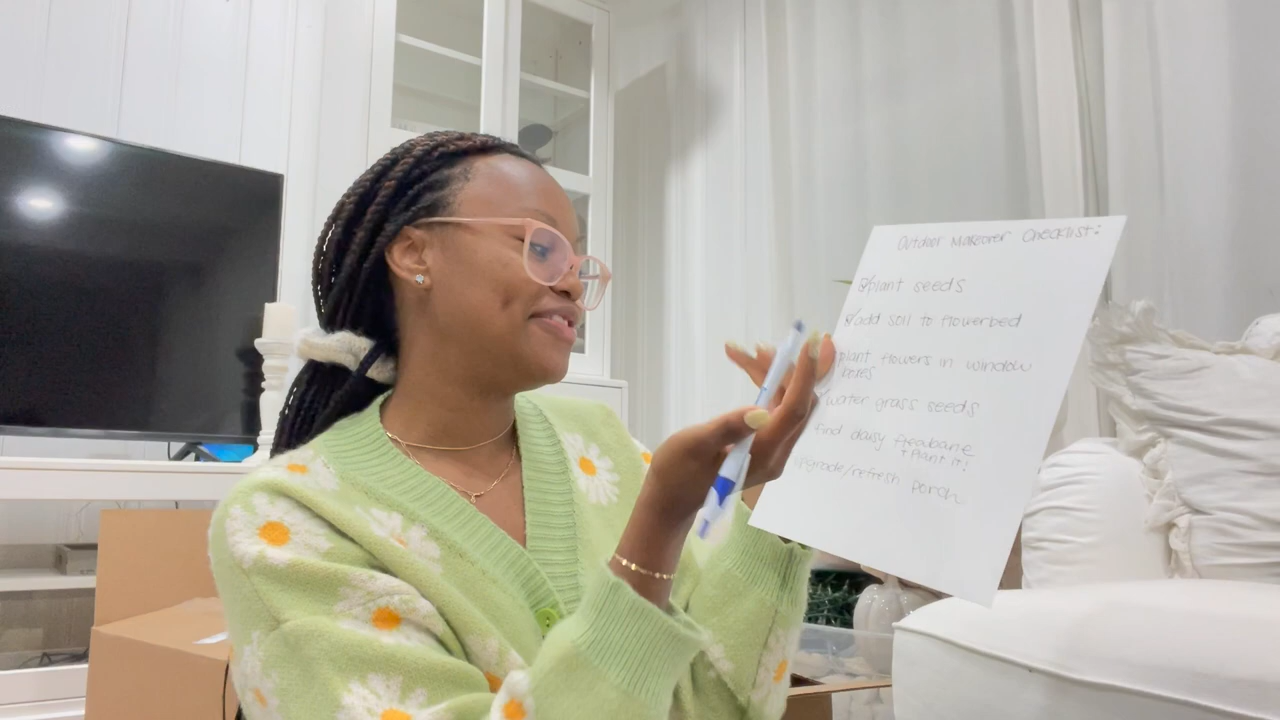 Outdoor Makeover Checklist:
plant seeds
add soil to flowerbed
plant flowers in window
boxes
water grass seeds
find daisy fleabane
+ Plant it!
upgrade/refresh porch